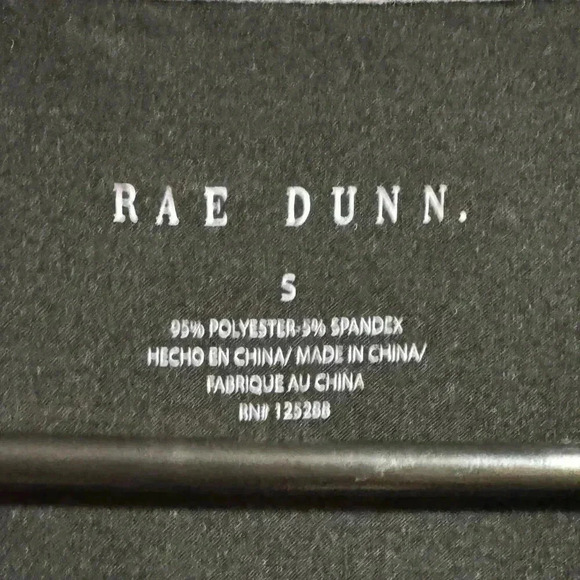 RAE DUNN.
S
95% POLYESTER-5% SPANDEX
HECHO EN CHINA/ MADE IN CHINA/
FABRIQUE AU CHINA
RN# 125288